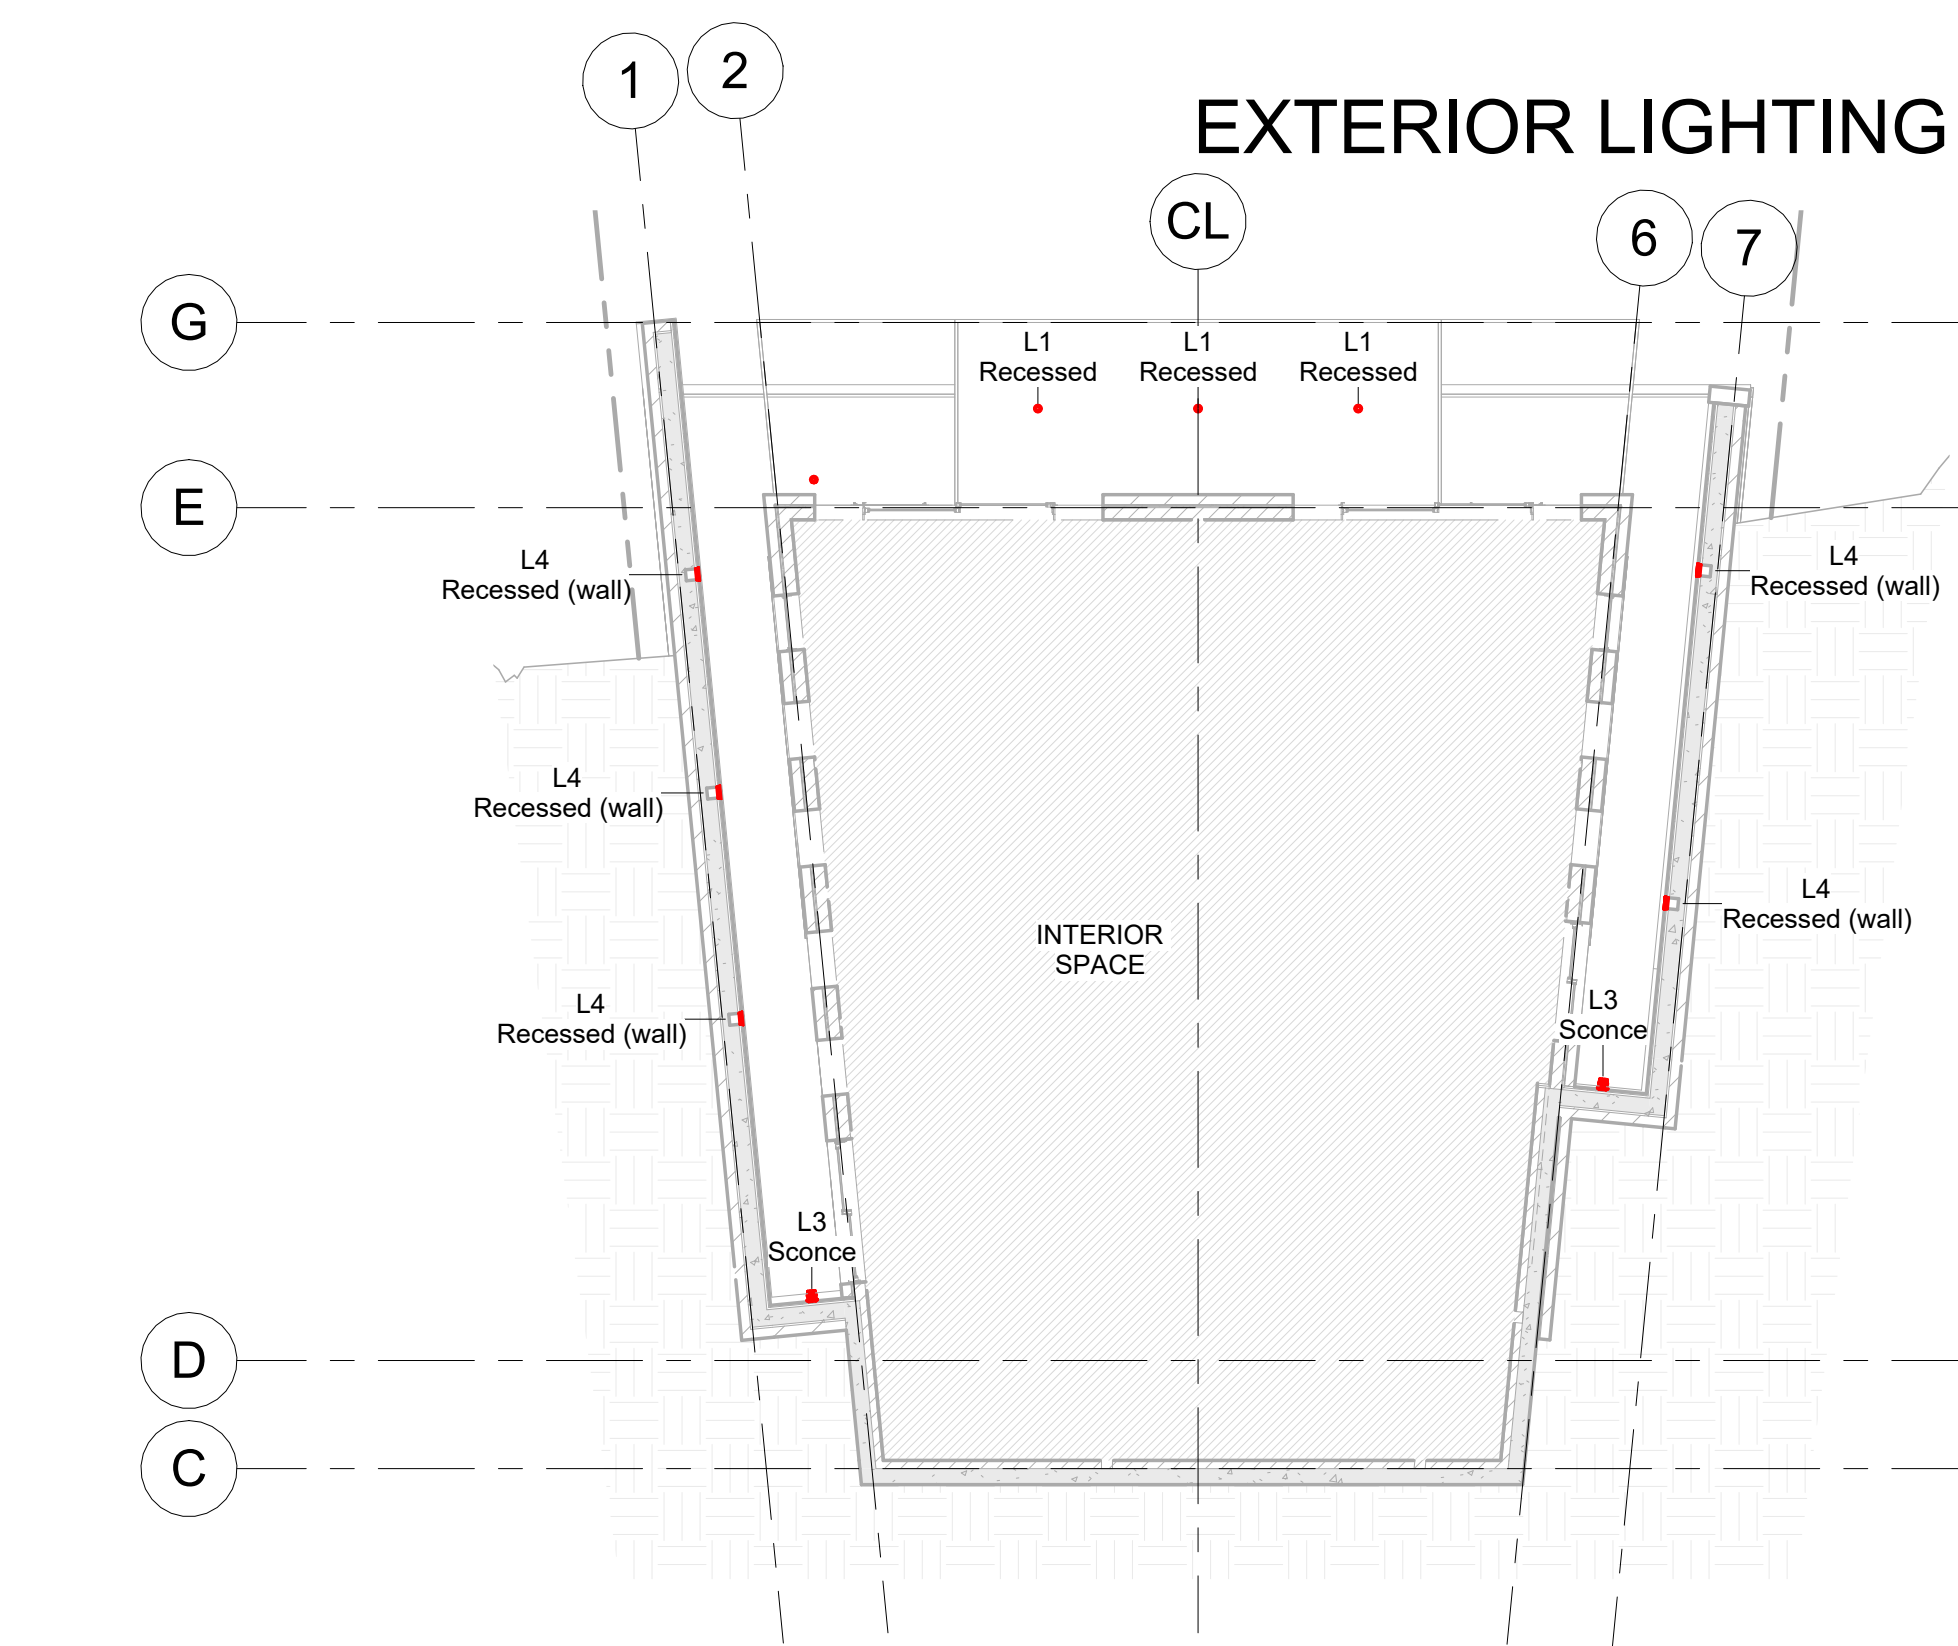 1
2
EXTERIOR LIGHTING
CL
6
7
G
L1
Recessed
L1
Recessed
L1
Recessed
E
L4
Recessed (wall)
L4
Recessed (wall)
L4
Recessed (wall)
L4
Recessed (wall)
INTERIOR
SPACE
L4
Recessed (wall)
L3
Sconce
L3
Sconce
D
C